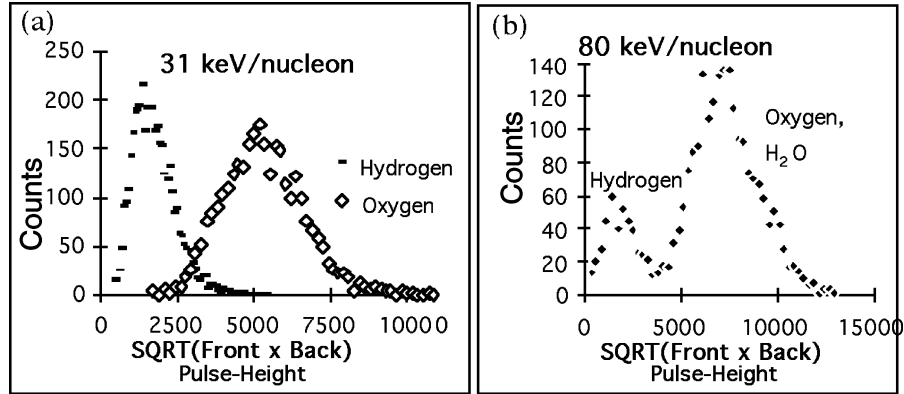 (a)
31 keV/nucleon
250
200
150
100
50
0
Counts
Hydrogen
Oxygen
0 2500 5000 7500 10000
SQRT(Front x Back)
Pulse-Height
(b)
80 keV/nucleon
140
120
100
80
60
40
20
0
Counts
Oxygen,
H₂O
Hydrogen
0 5000 10000 15000
SQRT(Front x Back)
Pulse-Height